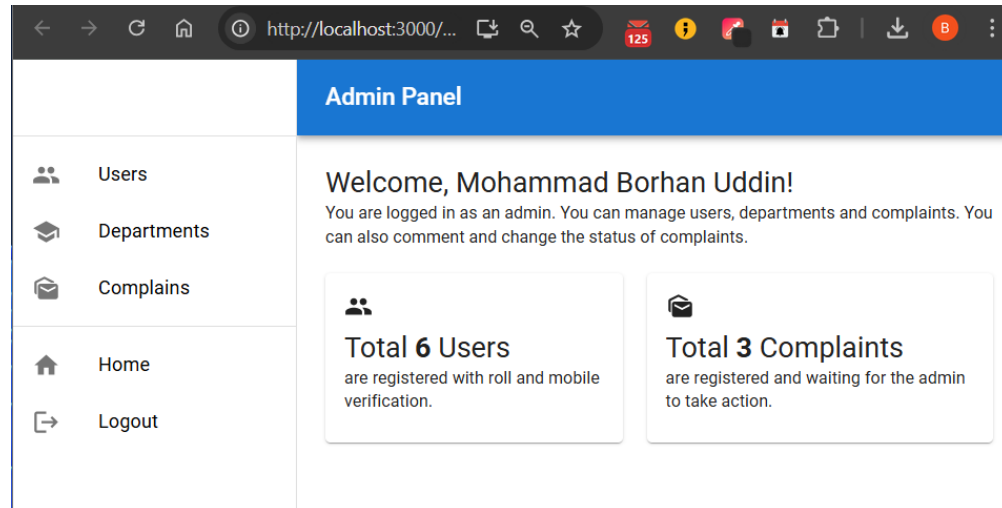 http://localhost:3000/...
125
B
Admin Panel
Users
Departments
Complains
Home
Logout
Welcome, Mohammad Borhan Uddin!
You are logged in as an admin. You can manage users, departments and complaints. You
can also comment and change the status of complaints.
Total 6 Users
are registered with roll and mobile
verification.
Total 3 Complaints
are registered and waiting for the admin
to take action.